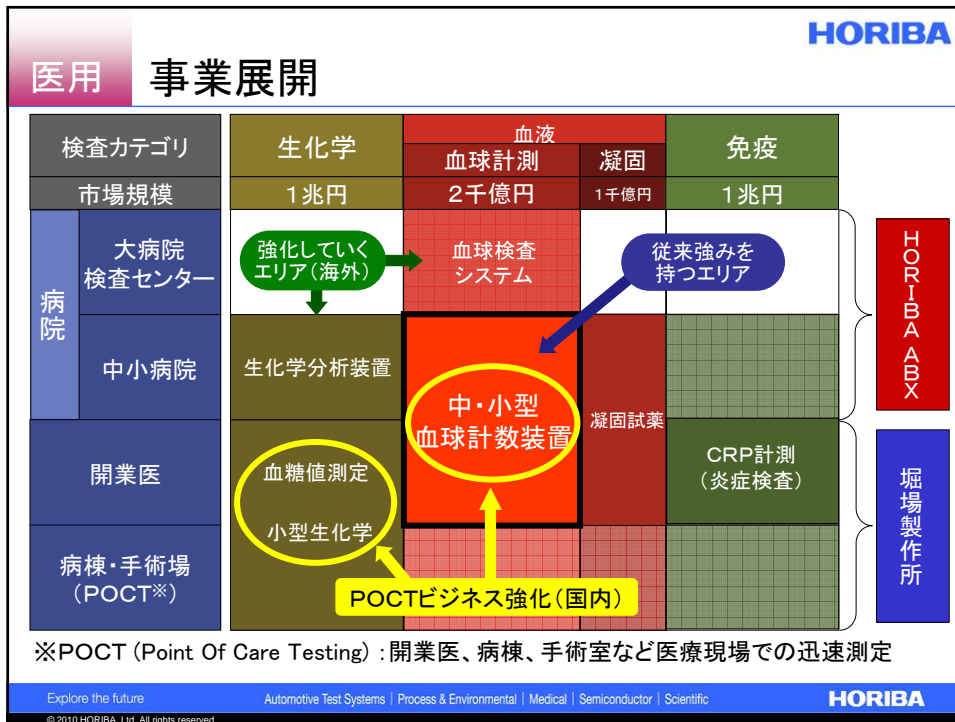 HORIBA
医用 事業展開
検査カテゴリ
生化学
血液
血球計測
凝固
免疫
市場規模
1兆円
2千億円
1千億円
1兆円
病院
大病院
検査センター
強化していく
エリア(海外)
血球検査
システム
従来強みを
持つエリア
中小病院
生化学分析装置
中・小型
血球計数装置
凝固試薬
開業医
血糖値測定
小型生化学
CRP計測
(炎症検査)
病棟・手術場
(POCT※)
POCTビジネス強化(国内)
HORIBA ABX
堀場製作所
※POCT (Point Of Care Testing) :開業医、病棟、手術室など医療現場での迅速測定
Explore the future
Automotive Test Systems | Process & Environmental | Medical | Semiconductor | Scientific
HORIBA
© 2010 HORIBA, Ltd. All rights reserved.